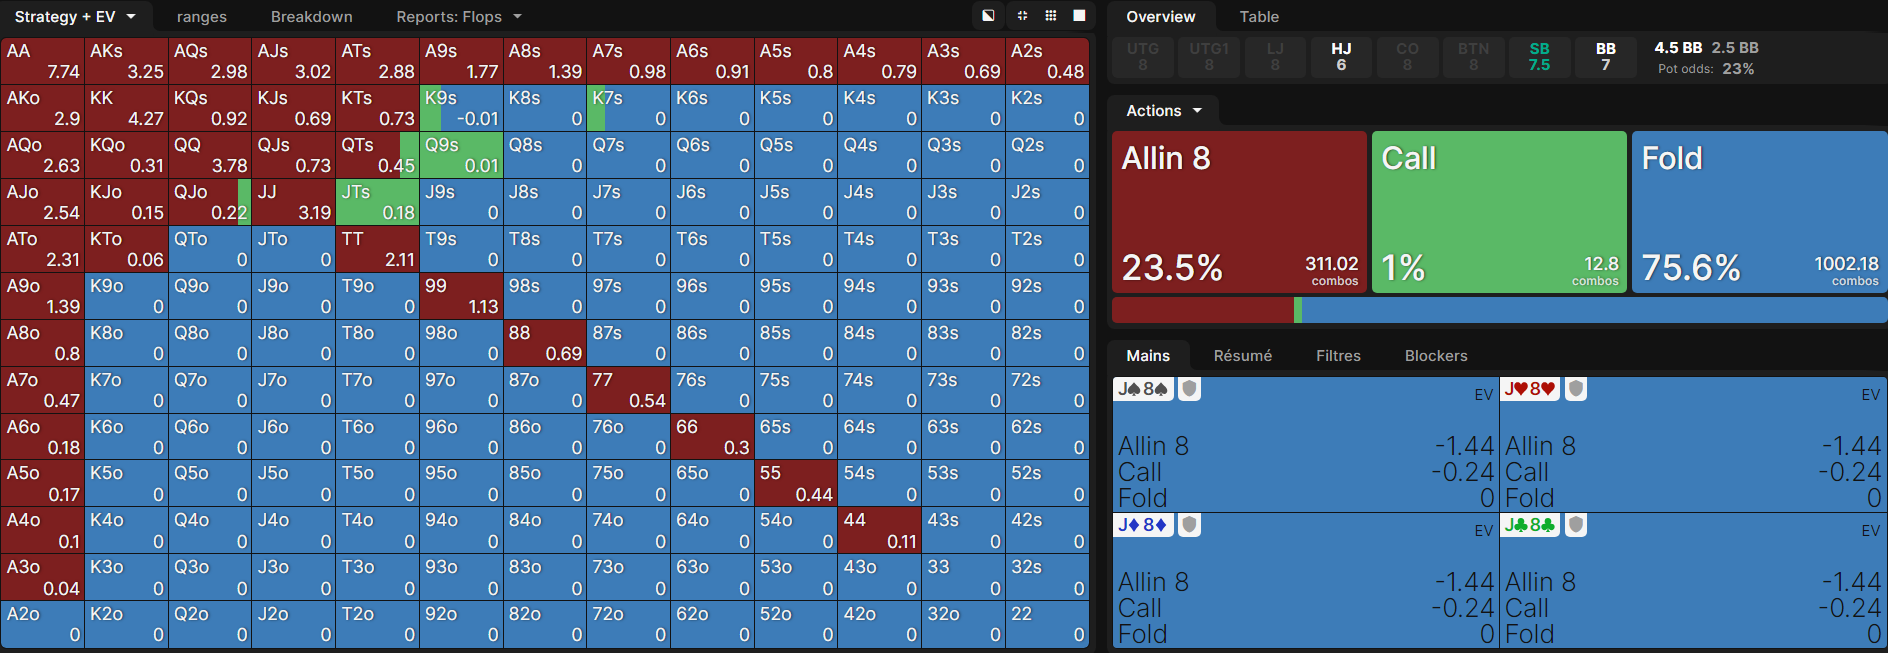 Strategy + EV ranges Breakdown Reports: Flops
AA AKs AQs AJs ATs A9s A8s A7s A6s A5s A4s A3s A2s
7.74 3.25 2.98 3.02 2.88 1.77 1.39 0.98 0.91 0.8 0.79 0.69 0.48
AKo KK KQs KJs KTs K9s K8s K7s K6s K5s K4s K3s K2s
2.9 4.27 0.92 0.69 0.73 -0.01 0 0 0 0 0 0 0
AQo KQo QQ QJs QTs Q9s Q8s Q7s Q6s Q5s Q4s Q3s Q2s
2.63 0.31 3.78 0.73 0.45 0.01 0 0 0 0 0 0 0
AJo KJo QJo JJ JTs J9s J8s J7s J6s J5s J4s J3s J2s
2.54 0.15 0.22 3.19 0.18 0 0 0 0 0 0 0 0
ATo KTo QTo JTo TT T9s T8s T7s T6s T5s T4s T3s T2s
2.31 0.06 0 0 2.11 0 0 0 0 0 0 0 0
A9o K9o Q9o J9o T9o 99 98s 97s 96s 95s 94s 93s 92s
1.39 0 0 0 0 1.13 0 0 0 0 0 0 0
A8o K8o Q8o J8o T8o 98o 88 87s 86s 85s 84s 83s 82s
0.8 0 0 0 0 0 0.69 0 0 0 0 0 0
A7o K7o Q7o J7o T7o 97o 87o 77 76s 75s 74s 73s 72s
0.47 0 0 0 0 0 0 0.54 0 0 0 0 0
A6o K6o Q6o J6o T6o 96o 86o 76o 66 65s 64s 63s 62s
0.18 0 0 0 0 0 0 0 0.3 0 0 0 0
A5o K5o Q5o J5o T5o 95o 85o 75o 65o 55 54s 53s 52s
0.17 0 0 0 0 0 0 0 0 0.44 0 0 0
A4o K4o Q4o J4o T4o 94o 84o 74o 64o 54o 44 43s 42s
0.1 0 0 0 0 0 0 0 0 0 0.11 0 0
A3o K3o Q3o J3o T3o 93o 83o 73o 63o 53o 43o 33 32s
0.04 0 0 0 0 0 0 0 0 0 0 0 0
A2o K2o Q2o J2o T2o 92o 82o 72o 62o 52o 42o 32o 22
0 0 0 0 0 0 0 0 0 0 0 0 0
Overview Table
UTG UTG1 LJ HJ CO BTN SB BB
8 8 8 6 8 8 7.5 7
4.5 BB 2.5 BB
Pot odds: 23%
Actions
Allin 8 Call Fold
23.5% 311.02 combos 1% 12.8 combos 75.6% 1002.18 combos
Mains Résumé Filtres Blockers
J♠8♠ EV J♥8♥ EV
Allin 8 -1.44 Allin 8 -1.44
Call -0.24 Call -0.24
Fold 0 Fold 0
J♦8♦ EV J♣8♣ EV
Allin 8 -1.44 Allin 8 -1.44
Call -0.24 Call -0.24
Fold 0 Fold 0